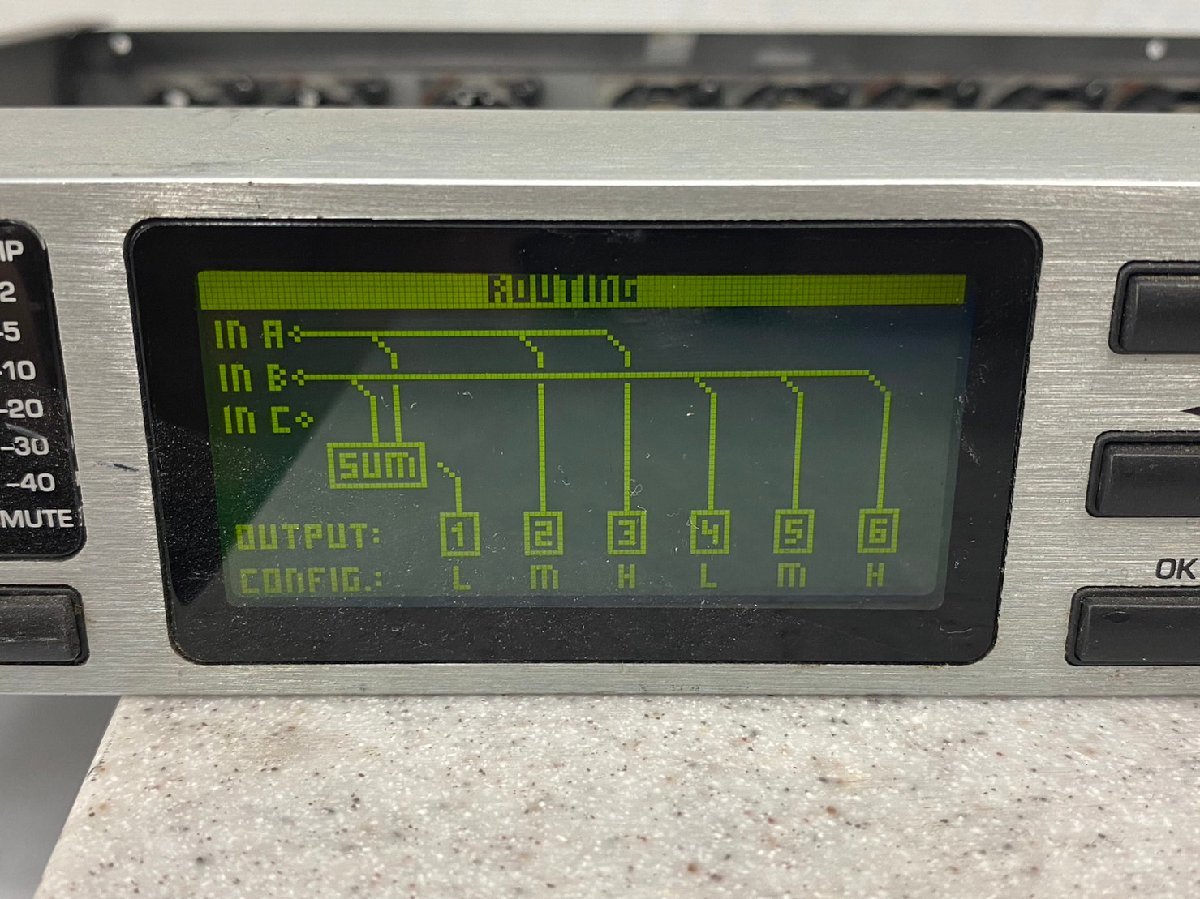 ROUTING
IN A
IN B
IN C
SUM
OUTPUT: 1 2 3 4 5 6
CONFIG.: L M H L M H
2
-5
-10
-20
-30
-40
MUTE
OK